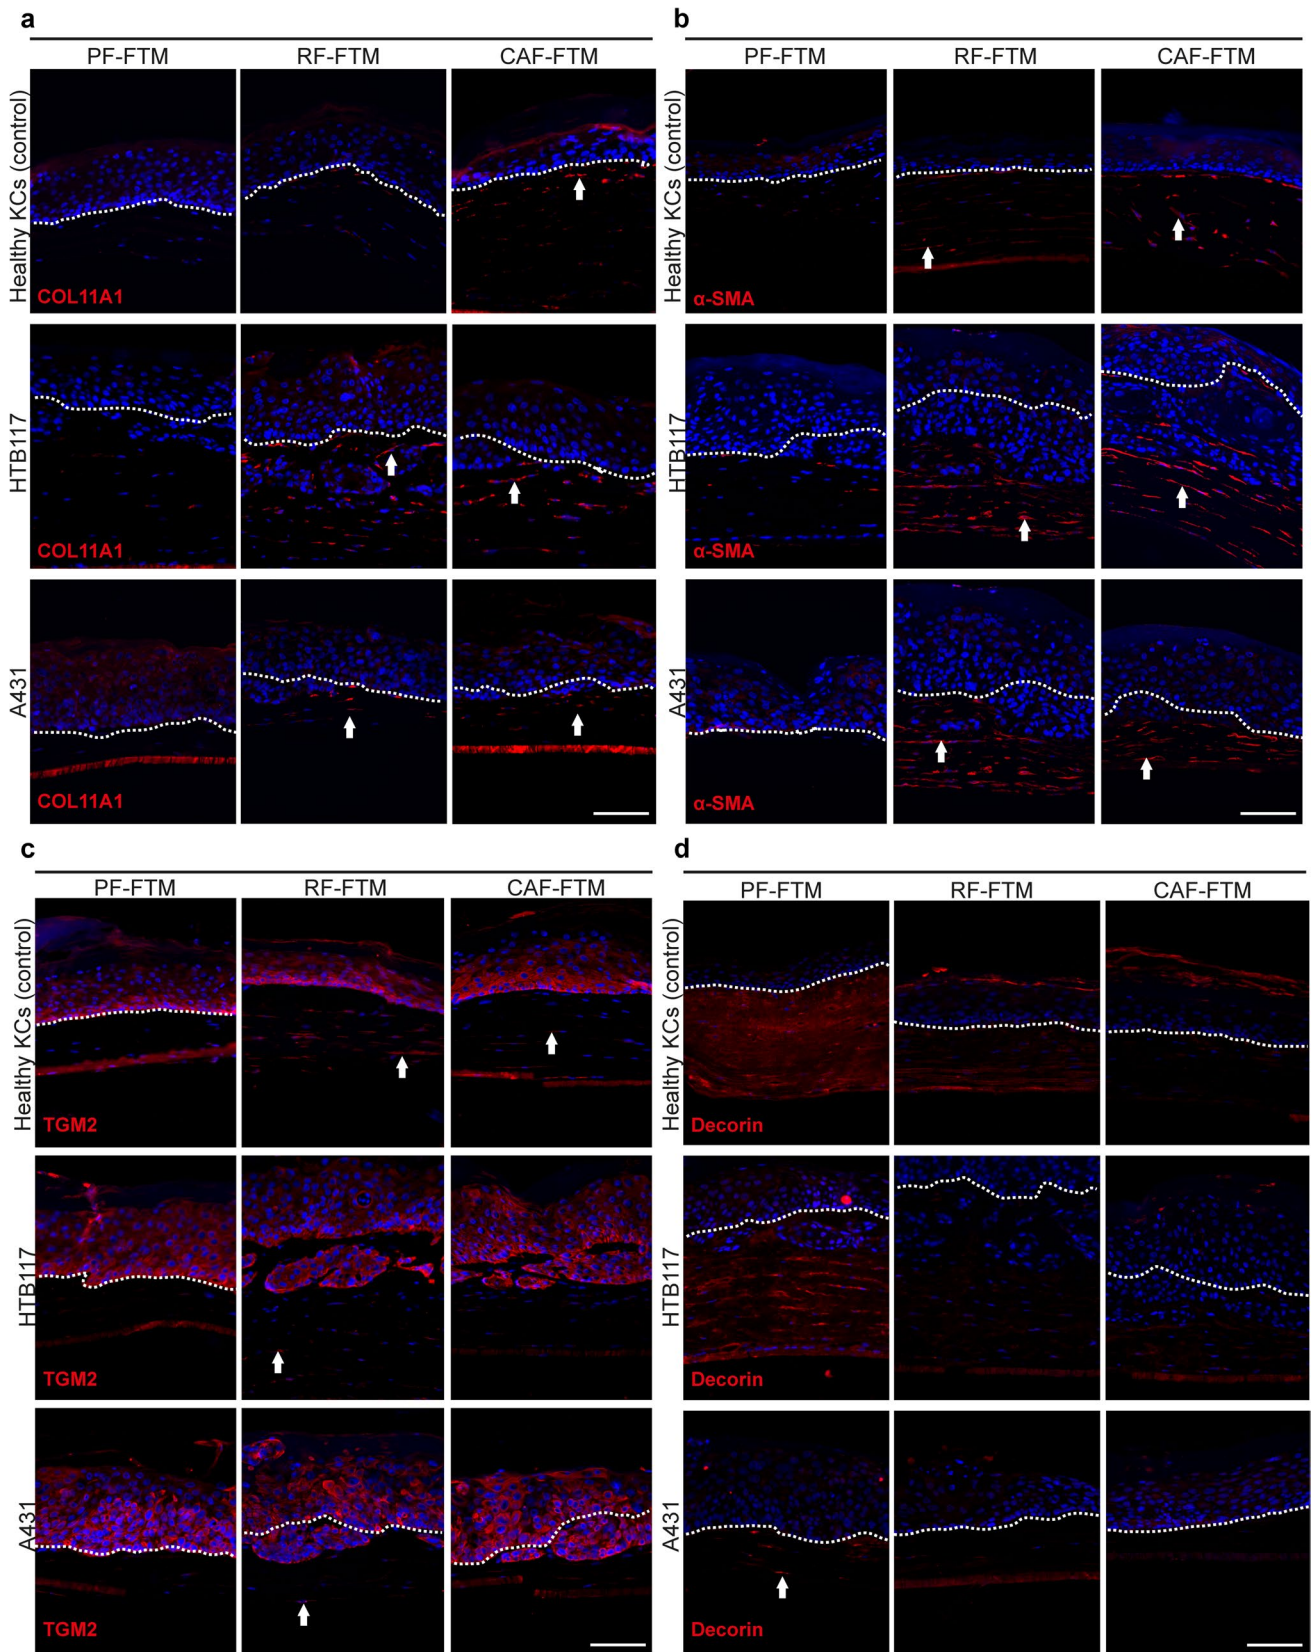 a
PF-FTM RF-FTM CAF-FTM
Healthy KCs (control)
COL11A1
HTB117
COL11A1
A431
COL11A1
b
PF-FTM RF-FTM CAF-FTM
Healthy KCs (control)
α-SMA
HTB117
α-SMA
A431
α-SMA
c
PF-FTM RF-FTM CAF-FTM
Healthy KCs (control)
TGM2
HTB117
TGM2
A431
TGM2
d
PF-FTM RF-FTM CAF-FTM
Healthy KCs (control)
Decorin
HTB117
Decorin
A431
Decorin